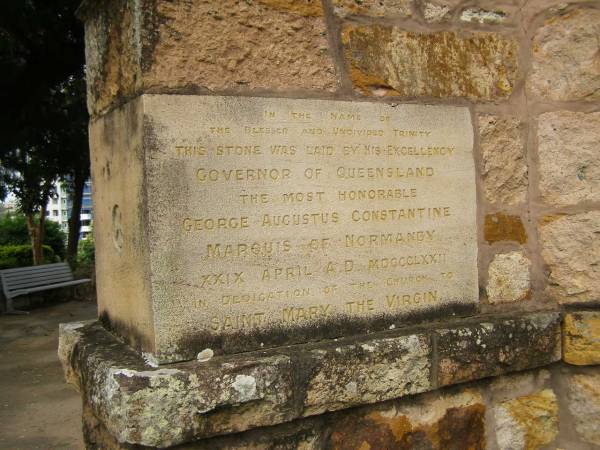 In the Name of
the Blessed and Undivided Trinity
this stone was laid by His Excellency
Governor of Queensland
the most honorable
George Augustus Constantine
Marquis of Normanby
XXIX April A.D. MDCCCLXXII
in dedication of the Church to
Saint Mary the Virgin